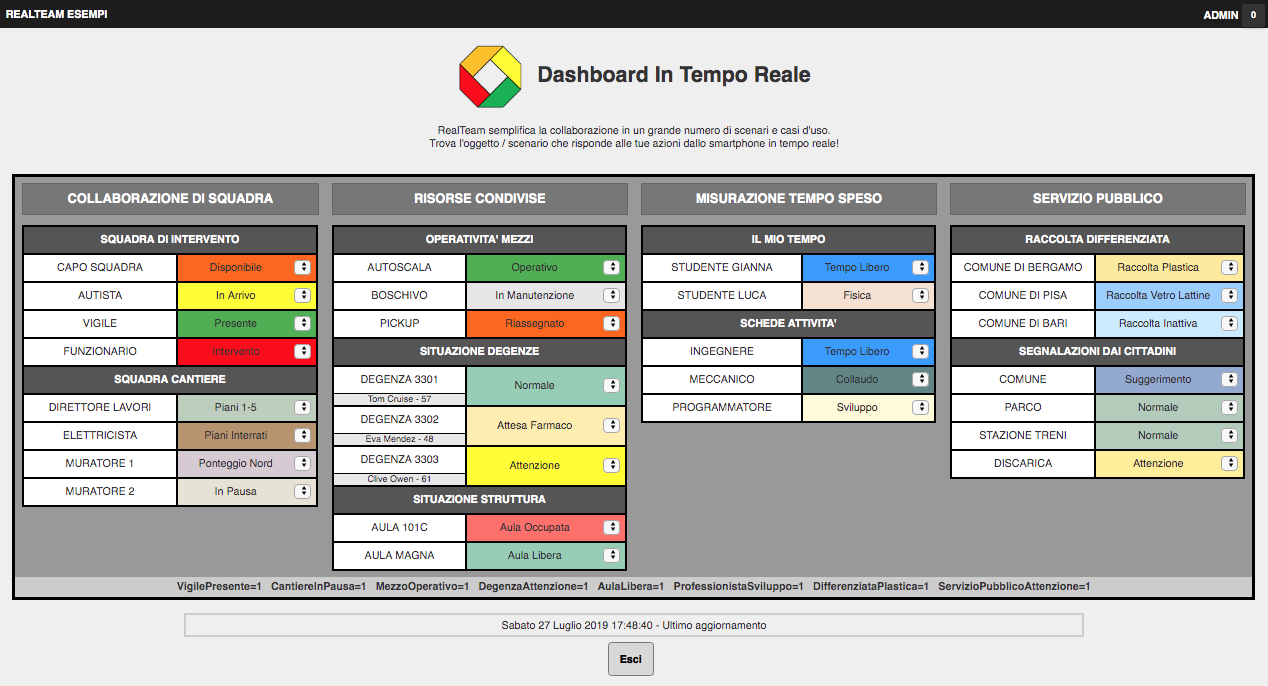 REALTEAM ESEMPI
ADMIN 0
Dashboard In Tempo Reale
RealTeam semplifica la collaborazione in un grande numero di scenari e casi d'uso.
Trova l'oggetto / scenario che risponde alle tue azioni dallo smartphone in tempo reale!
COLLABORAZIONE DI SQUADRA
SQUADRA DI INTERVENTO
CAPO SQUADRA Disponibile
AUTISTA In Arrivo
VIGILE Presente
FUNZIONARIO Intervento
SQUADRA CANTIERE
DIRETTORE LAVORI Piani 1-5
ELETTRICISTA Piani Interrati
MURATORE 1 Ponteggio Nord
MURATORE 2 In Pausa
RISORSE CONDIVISE
OPERATIVITA' MEZZI
AUTOSCALA Operativo
BOSCHIVO In Manutenzione
PICKUP Riassegnato
SITUAZIONE DEGENZE
DEGENZA 3301 Normale
Tom Cruise - 57
DEGENZA 3302 Attesa Farmaco
Eva Mendez - 48
DEGENZA 3303 Attenzione
Clive Owen - 61
SITUAZIONE STRUTTURA
AULA 101C Aula Occupata
AULA MAGNA Aula Libera
MISURAZIONE TEMPO SPESO
IL MIO TEMPO
STUDENTE GIANNA Tempo Libero
STUDENTE LUCA Fisica
SCHEDE ATTIVITA'
INGEGNERE Tempo Libero
MECCANICO Collaudo
PROGRAMMATORE Sviluppo
SERVIZIO PUBBLICO
RACCOLTA DIFFERENZIATA
COMUNE DI BERGAMO Raccolta Plastica
COMUNE DI PISA Raccolta Vetro Lattine
COMUNE DI BARI Raccolta Inattiva
SEGNALAZIONI DAI CITTADINI
COMUNE Suggerimento
PARCO Normale
STAZIONE TRENI Normale
DISCARICA Attenzione
VigilePresente=1 CantiereInPausa=1 MezzoOperativo=1 DegenzaAttenzione=1 AulaLibera=1 ProfessionistaSviluppo=1 DifferenziataPlastica=1 ServizioPubblicoAttenzione=1
Sabato 27 Luglio 2019 17:48:40 - Ultimo aggiornamento
Esci